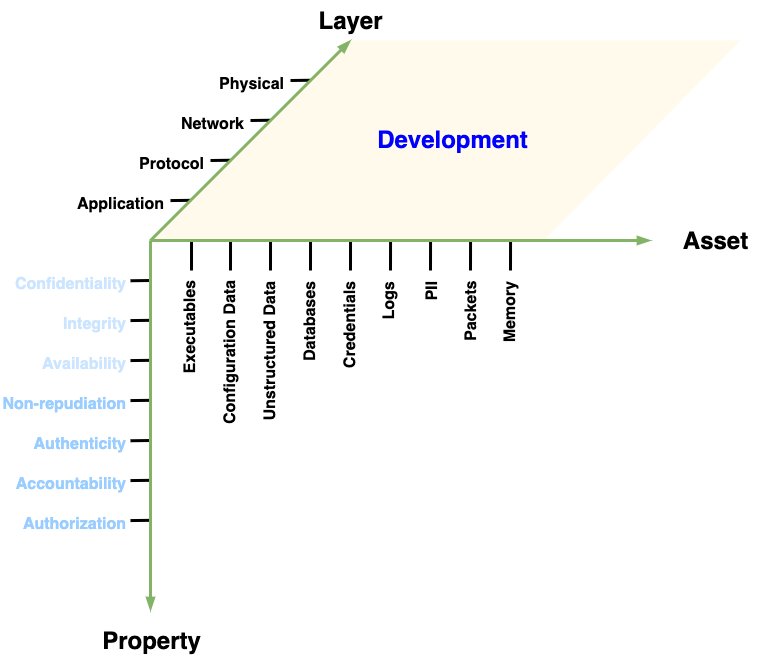 Layer
Physical
Network
Development
Protocol
Application
Asset
Confidentiality
Integrity
Availability
Non-repudiation
Authenticity
Accountability
Authorization
Executables
Configuration Data
Unstructured Data
Databases
Credentials
Logs
PII
Packets
Memory
Property